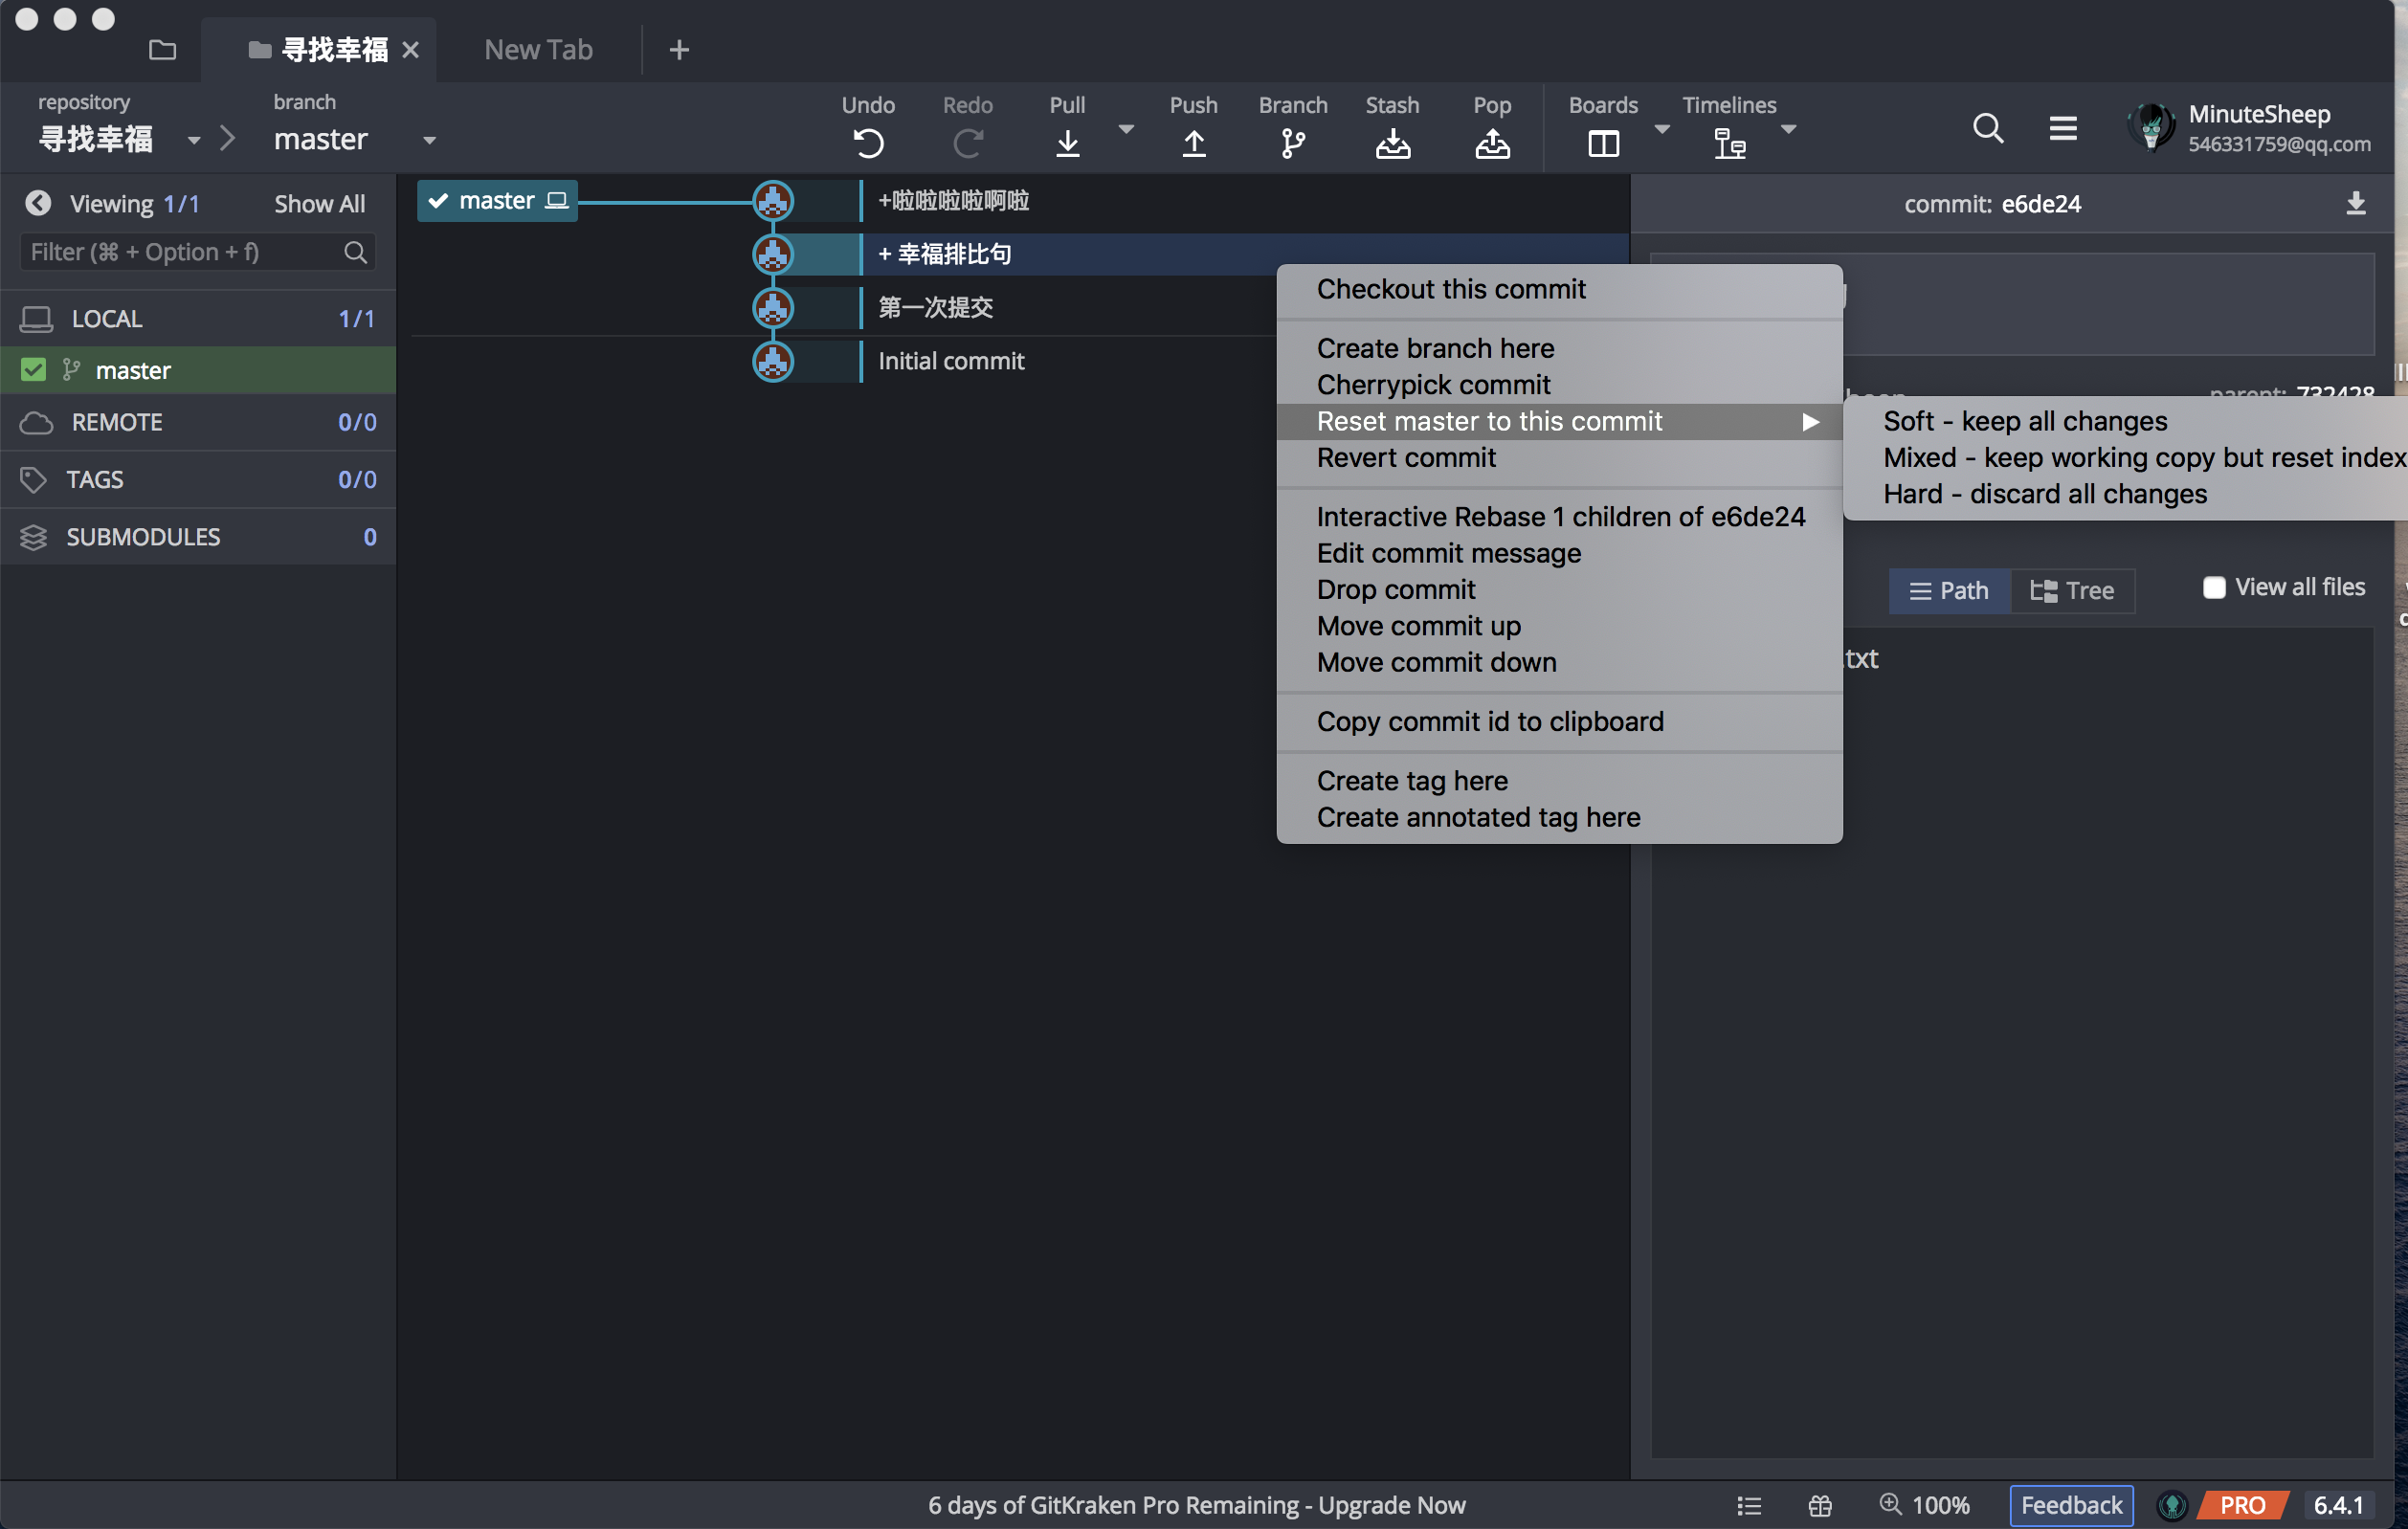 寻找幸福
New Tab
repository
寻找幸福
branch
master
Undo
Redo
Pull
Push
Branch
Stash
Pop
Boards
Timelines
MinuteSheep
546331759@qq.com
Viewing 1/1
Show All
Filter (⌘ + Option + f)
LOCAL 1/1
master
REMOTE 0/0
TAGS 0/0
SUBMODULES 0
master
+啦啦啦啦啊啦
+ 幸福排比句
第一次提交
Initial commit
commit: e6de24
parent: 732428
Checkout this commit
Create branch here
Cherrypick commit
Reset master to this commit
Revert commit
Interactive Rebase 1 children of e6de24
Edit commit message
Drop commit
Move commit up
Move commit down
Copy commit id to clipboard
Create tag here
Create annotated tag here
Soft - keep all changes
Mixed - keep working copy but reset index
Hard - discard all changes
Path
Tree
View all files
.txt
6 days of GitKraken Pro Remaining - Upgrade Now
100%
Feedback
PRO
6.4.1